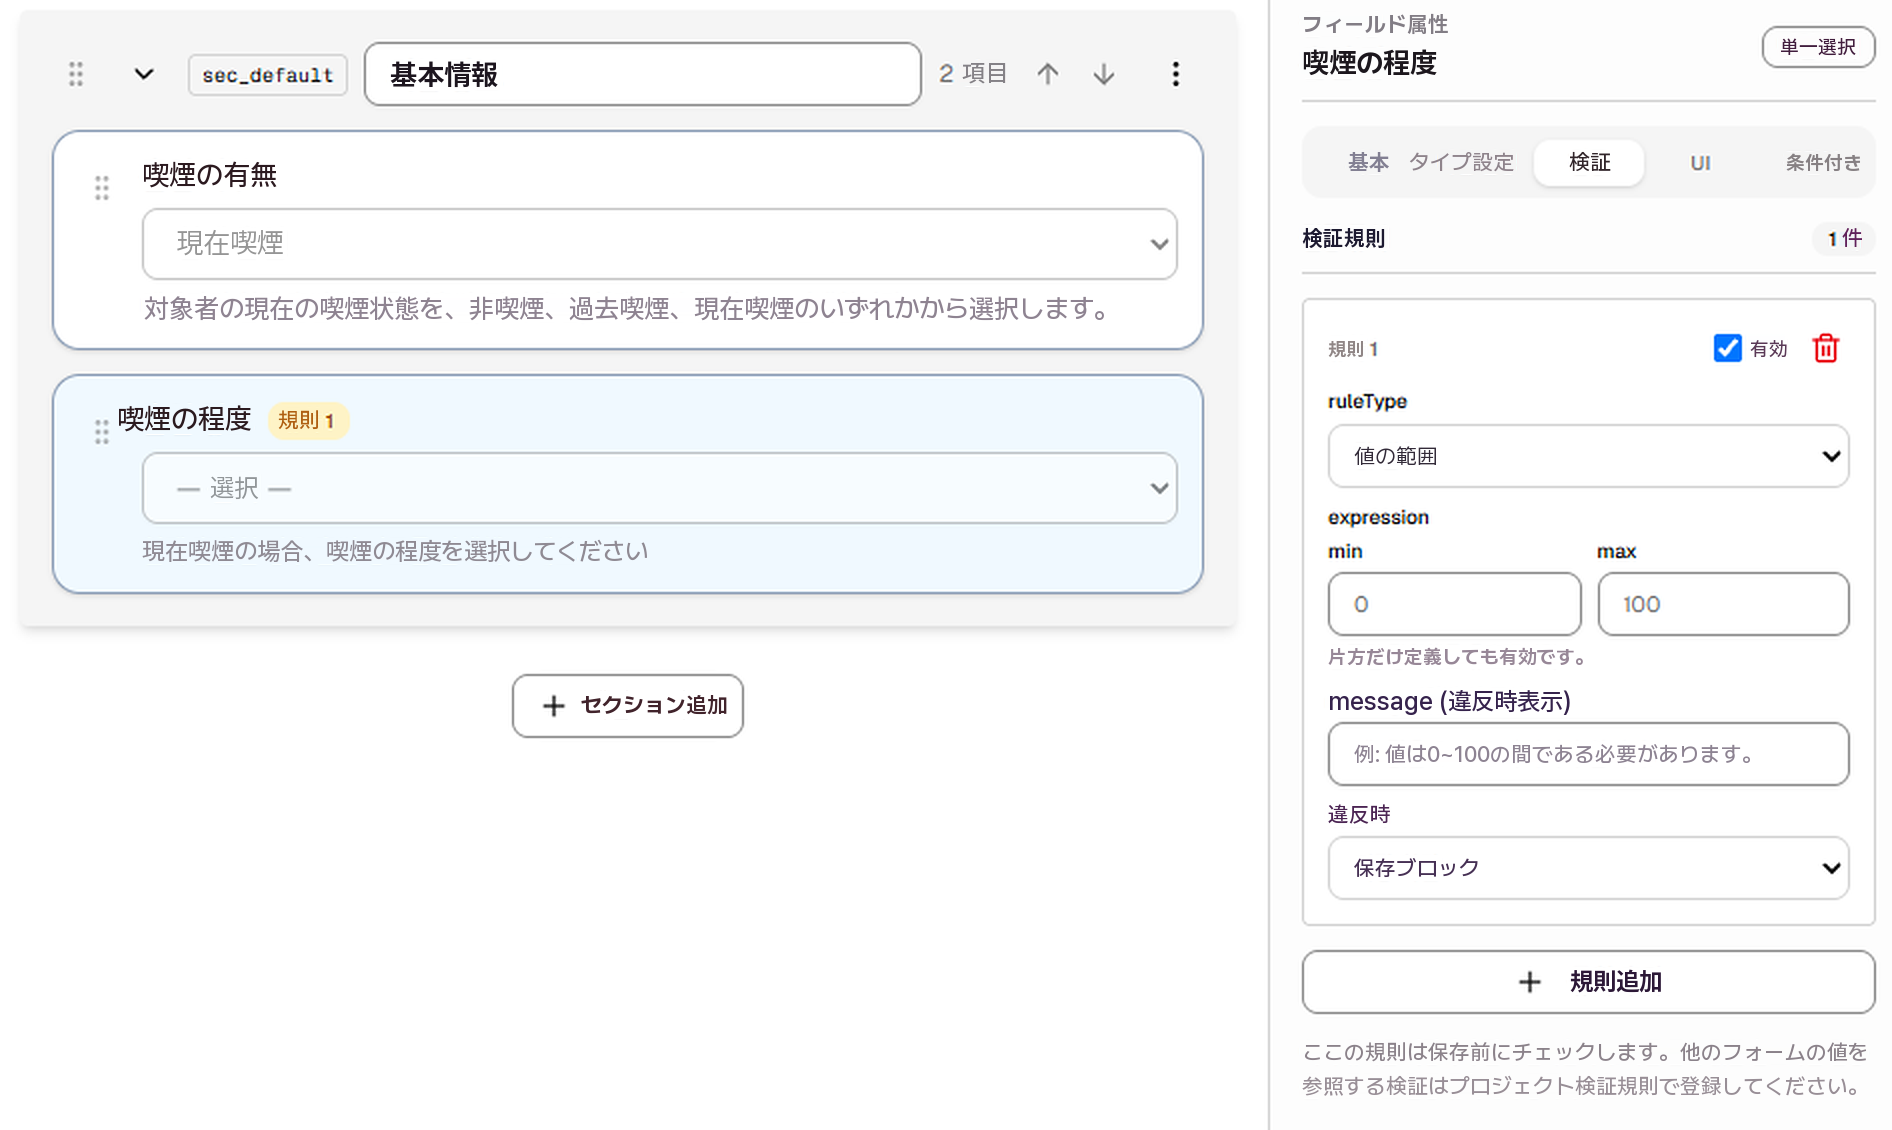 sec_default
基本情報
2 項目
喫煙の有無
現在喫煙
対象者の現在の喫煙状態を、非喫煙、過去喫煙、現在喫煙のいずれかから選択します。
喫煙の程度 規則 1
— 選択 —
現在喫煙の場合、喫煙の程度を選択してください
セクション追加
フィールド属性
喫煙の程度
単一選択
基本 タイプ設定 検証 UI 条件付き
検証規則
1 件
規則 1
有効
ruleType
値の範囲
expression
min max
0 100
片方だけ定義しても有効です。
message (違反時表示)
例: 値は0~100の間である必要があります。
違反時
保存ブロック
規則追加
ここの規則は保存前にチェックします。他のフォームの値を
参照する検証はプロジェクト検証規則で登録してください。